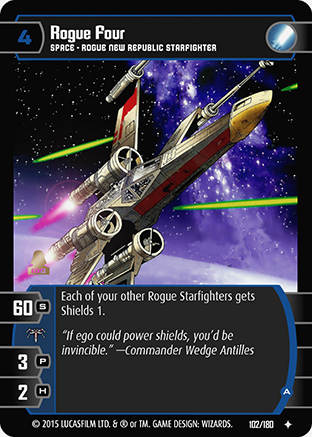 4
Rogue Four
SPACE - ROGUE NEW REPUBLIC STARFIGHTER
60 S
Each of your other Rogue Starfighters gets
Shields 1.
“If ego could power shields, you’d be
invincible.” —Commander Wedge Antilles
3 P
2 H
A
© 2015 LUCASFILM LTD. & ® or TM. GAME DESIGN: WIZARDS. 102/180